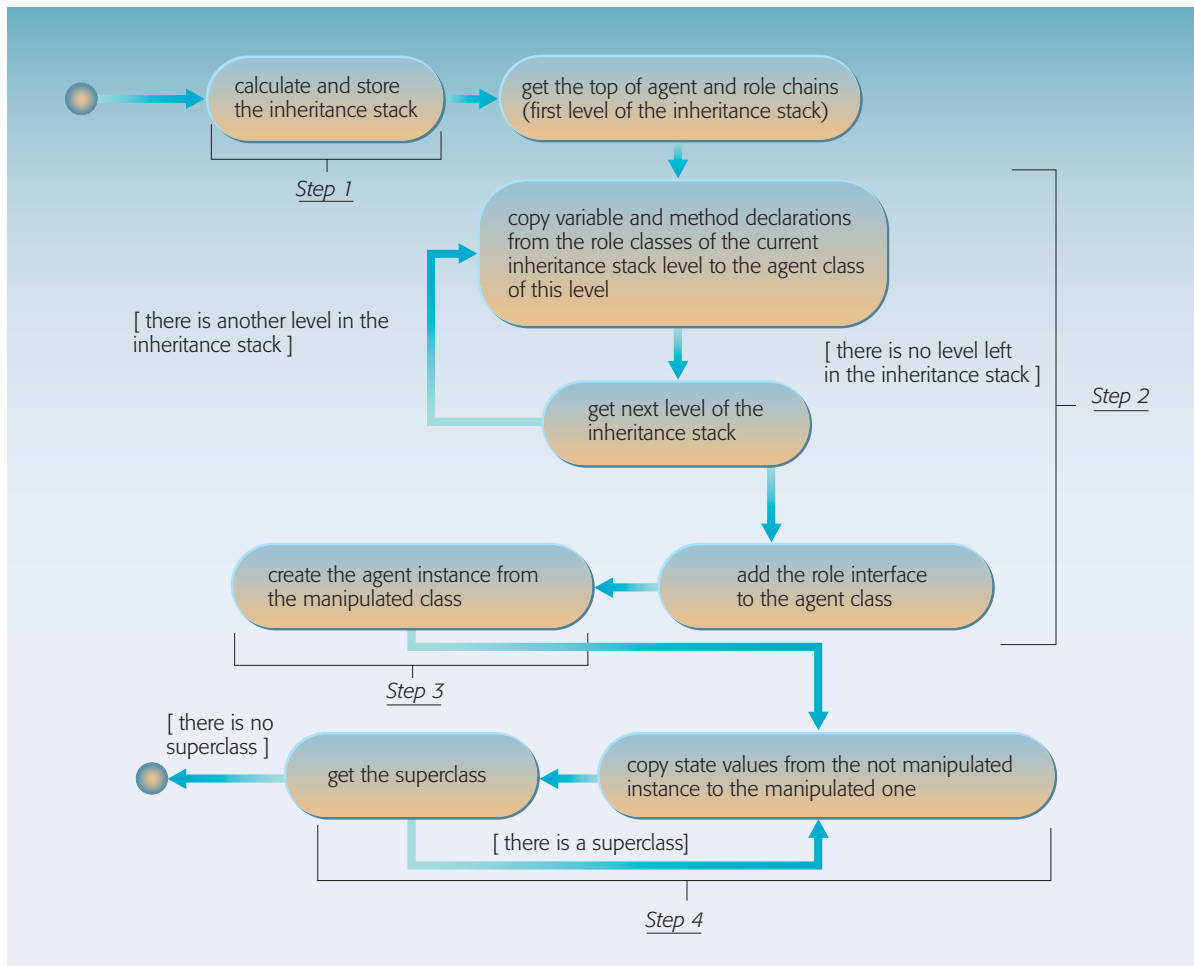 calculate and store
the inheritance stack
get the top of agent and role chains
(first level of the inheritance stack)
Step 1
copy variable and method declarations
from the role classes of the current
inheritance stack level to the agent class
of this level
[ there is another level in the
inheritance stack ]
[ there is no level left
in the inheritance stack ]
Step 2
get next level of the
inheritance stack
create the agent instance from
the manipulated class
add the role interface
to the agent class
Step 3
[ there is no
superclass ]
get the superclass
copy state values from the not manipulated
instance to the manipulated one
[ there is a superclass]
Step 4